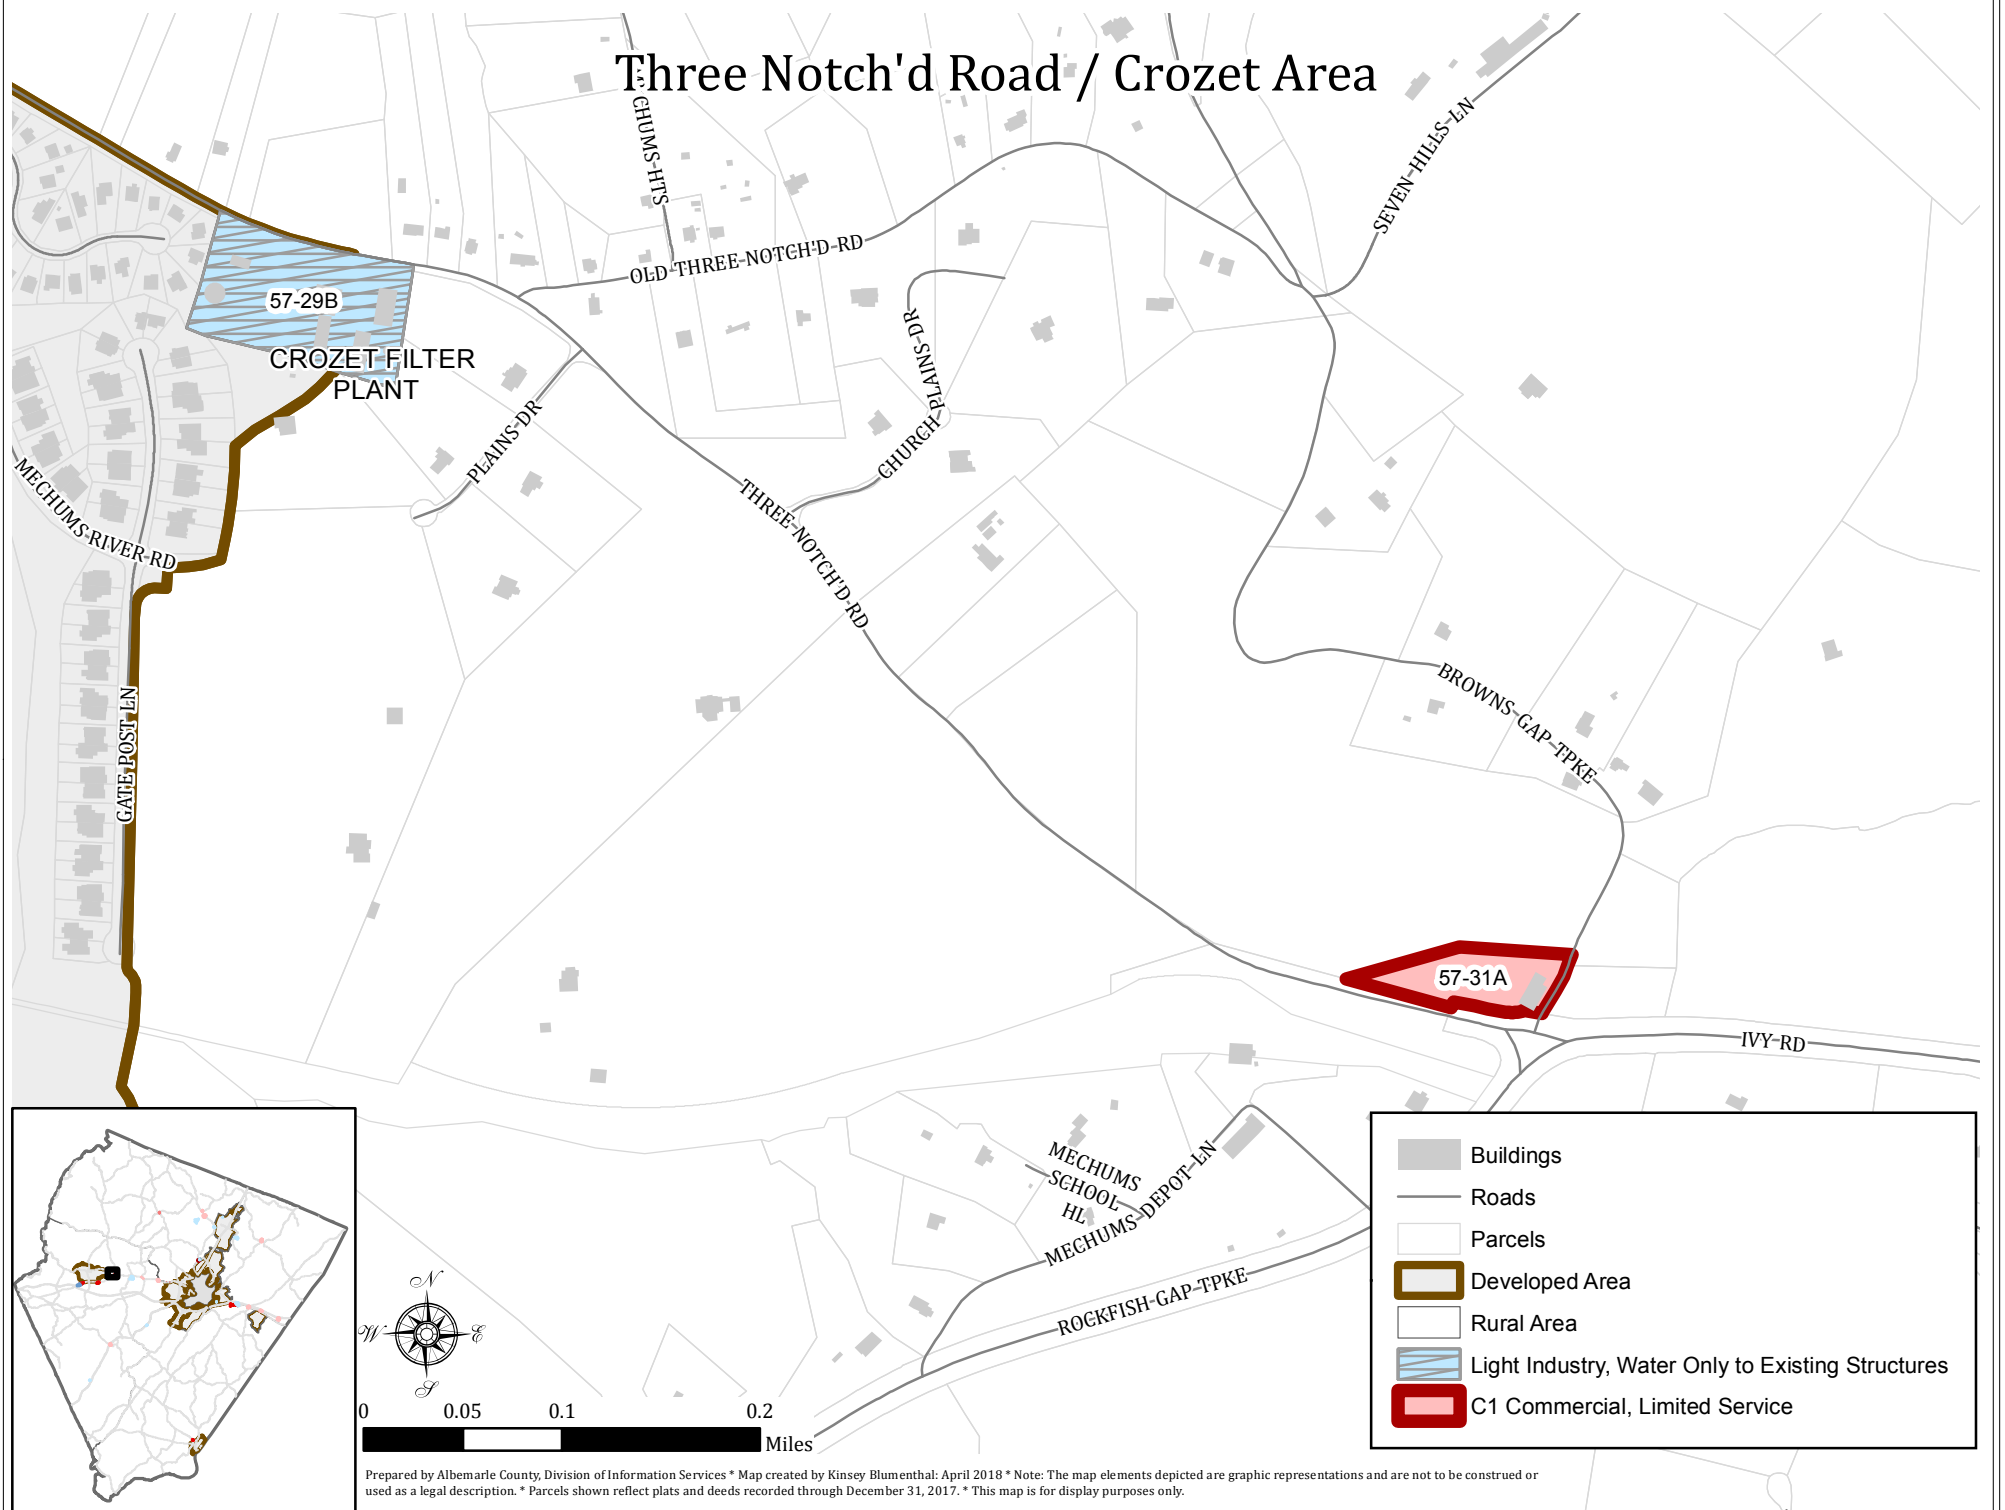 Three Notch'd Road / Crozet Area
CHUMS-HTS
SEVEN-HILLS-LN
OLD-THREE-NOTCH'D-RD
57-29B
CROZET FILTER
PLANT
CHURCH-PLAINS-DR
PLAINS-DR
MECHUMS-RIVER-RD
THREE-NOTCH'D-RD
GATE-POST-LN
BROWNS-GAP-TPKE
57-31A
IVY-RD
MECHUMS
SCHOOL
HL
MECHUMS-DEPOT-LN
ROCKFISH-GAP-TPKE
N
W
E
S
0 0.05 0.1 0.2
Miles
Buildings
Roads
Parcels
Developed Area
Rural Area
Light Industry, Water Only to Existing Structures
C1 Commercial, Limited Service
Prepared by Albemarle County, Division of Information Services * Map created by Kinsey Blumenthal: April 2018 * Note: The map elements depicted are graphic representations and are not to be construed or
used as a legal description. * Parcels shown reflect plats and deeds recorded through December 31, 2017. * This map is for display purposes only.